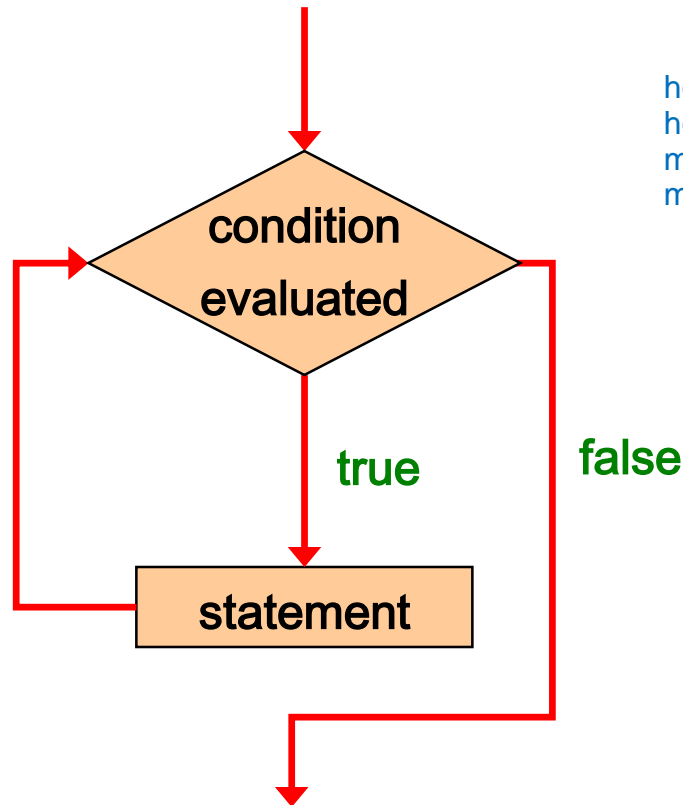 condition
evaluated
true
false
statement